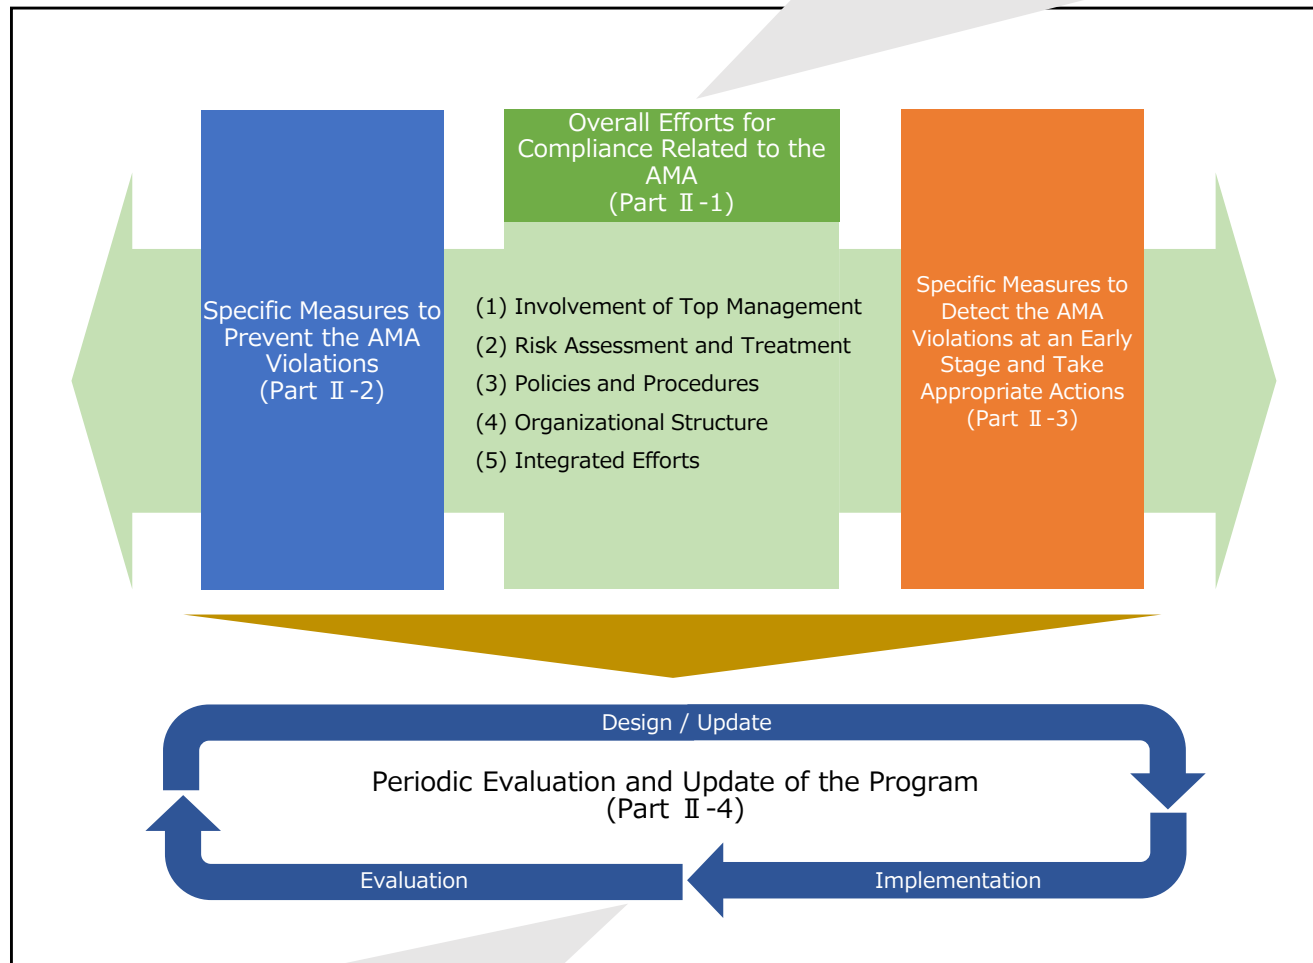 Overall Efforts for
Compliance Related to the
AMA
(Part Ⅱ-1)
Specific Measures to
Prevent the AMA
Violations
(Part Ⅱ-2)
(1) Involvement of Top Management
(2) Risk Assessment and Treatment
(3) Policies and Procedures
(4) Organizational Structure
(5) Integrated Efforts
Specific Measures to
Detect the AMA
Violations at an Early
Stage and Take
Appropriate Actions
(Part Ⅱ-3)
Design / Update
Periodic Evaluation and Update of the Program
(Part Ⅱ-4)
Evaluation
Implementation